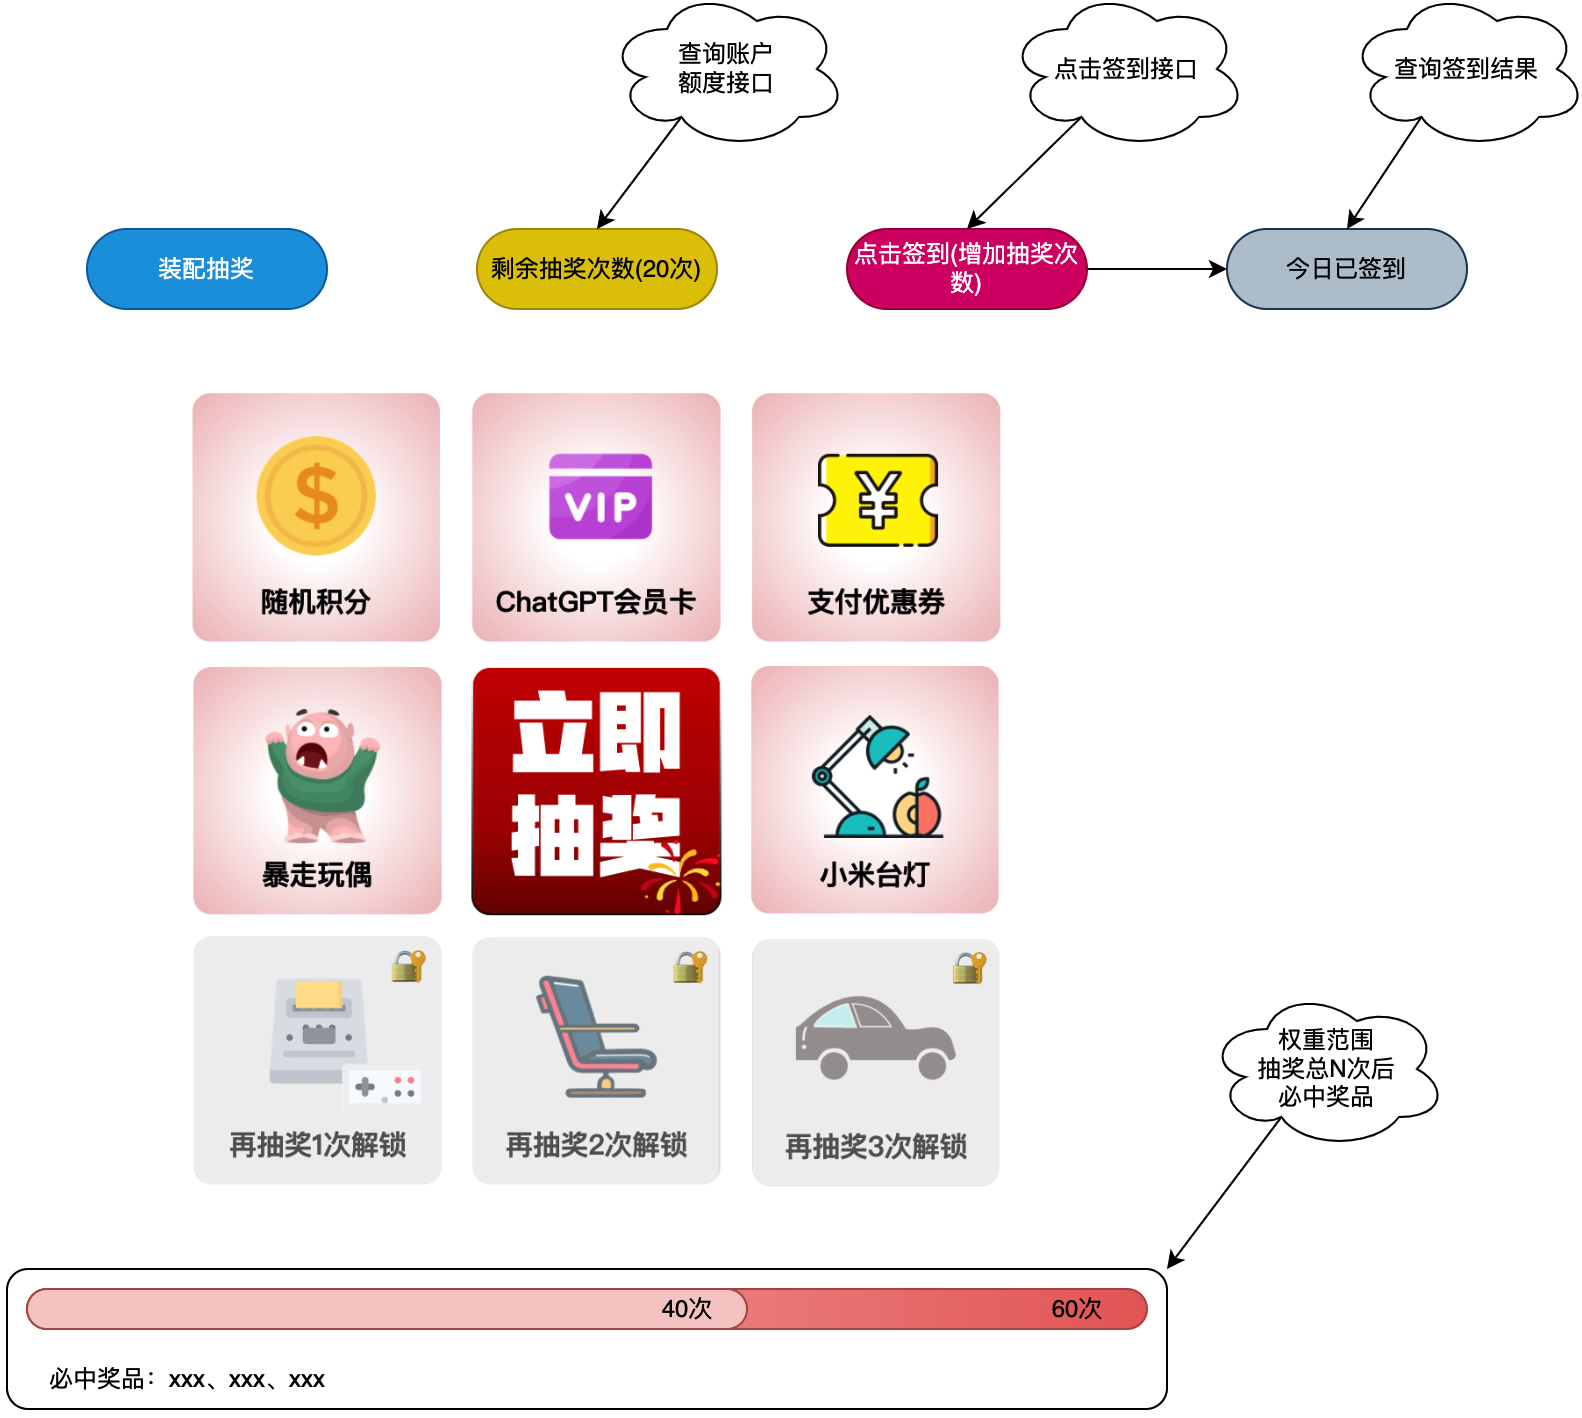 查询账户
额度接口
点击签到接口
查询签到结果
装配抽奖
剩余抽奖次数(20次)
点击签到(增加抽奖次
数)
今日已签到
$
VIP
¥
随机积分
ChatGPT会员卡
支付优惠券
立即
抽奖
暴走玩偶
小米台灯
再抽奖1次解锁
再抽奖2次解锁
再抽奖3次解锁
权重范围
抽奖总N次后
必中奖品
40次
60次
必中奖品：xxx、xxx、xxx